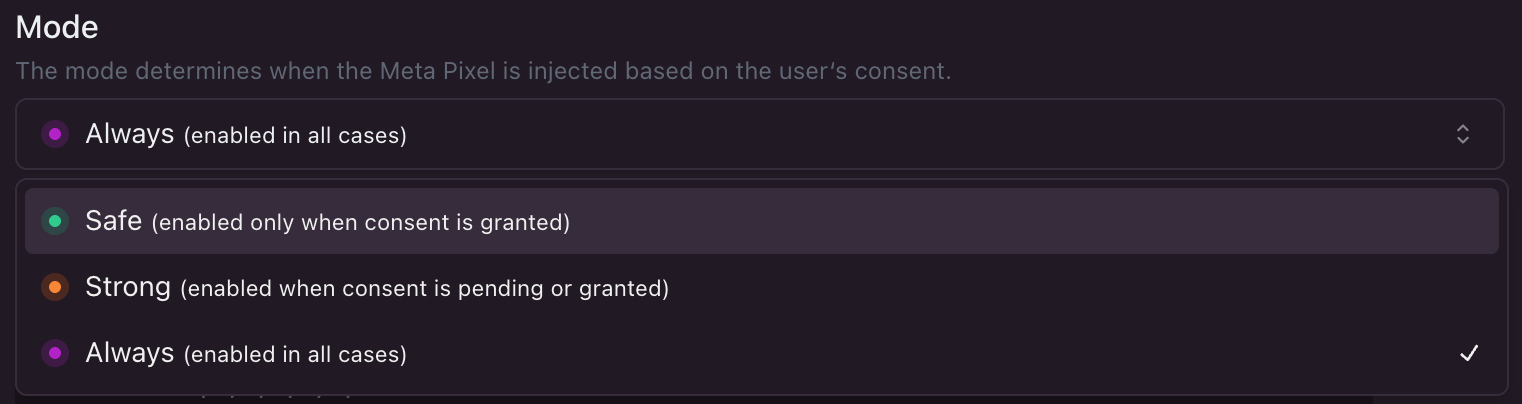 Mode
The mode determines when the Meta Pixel is injected based on the user‘s consent.
Always (enabled in all cases)
Safe (enabled only when consent is granted)
Strong (enabled when consent is pending or granted)
Always (enabled in all cases)